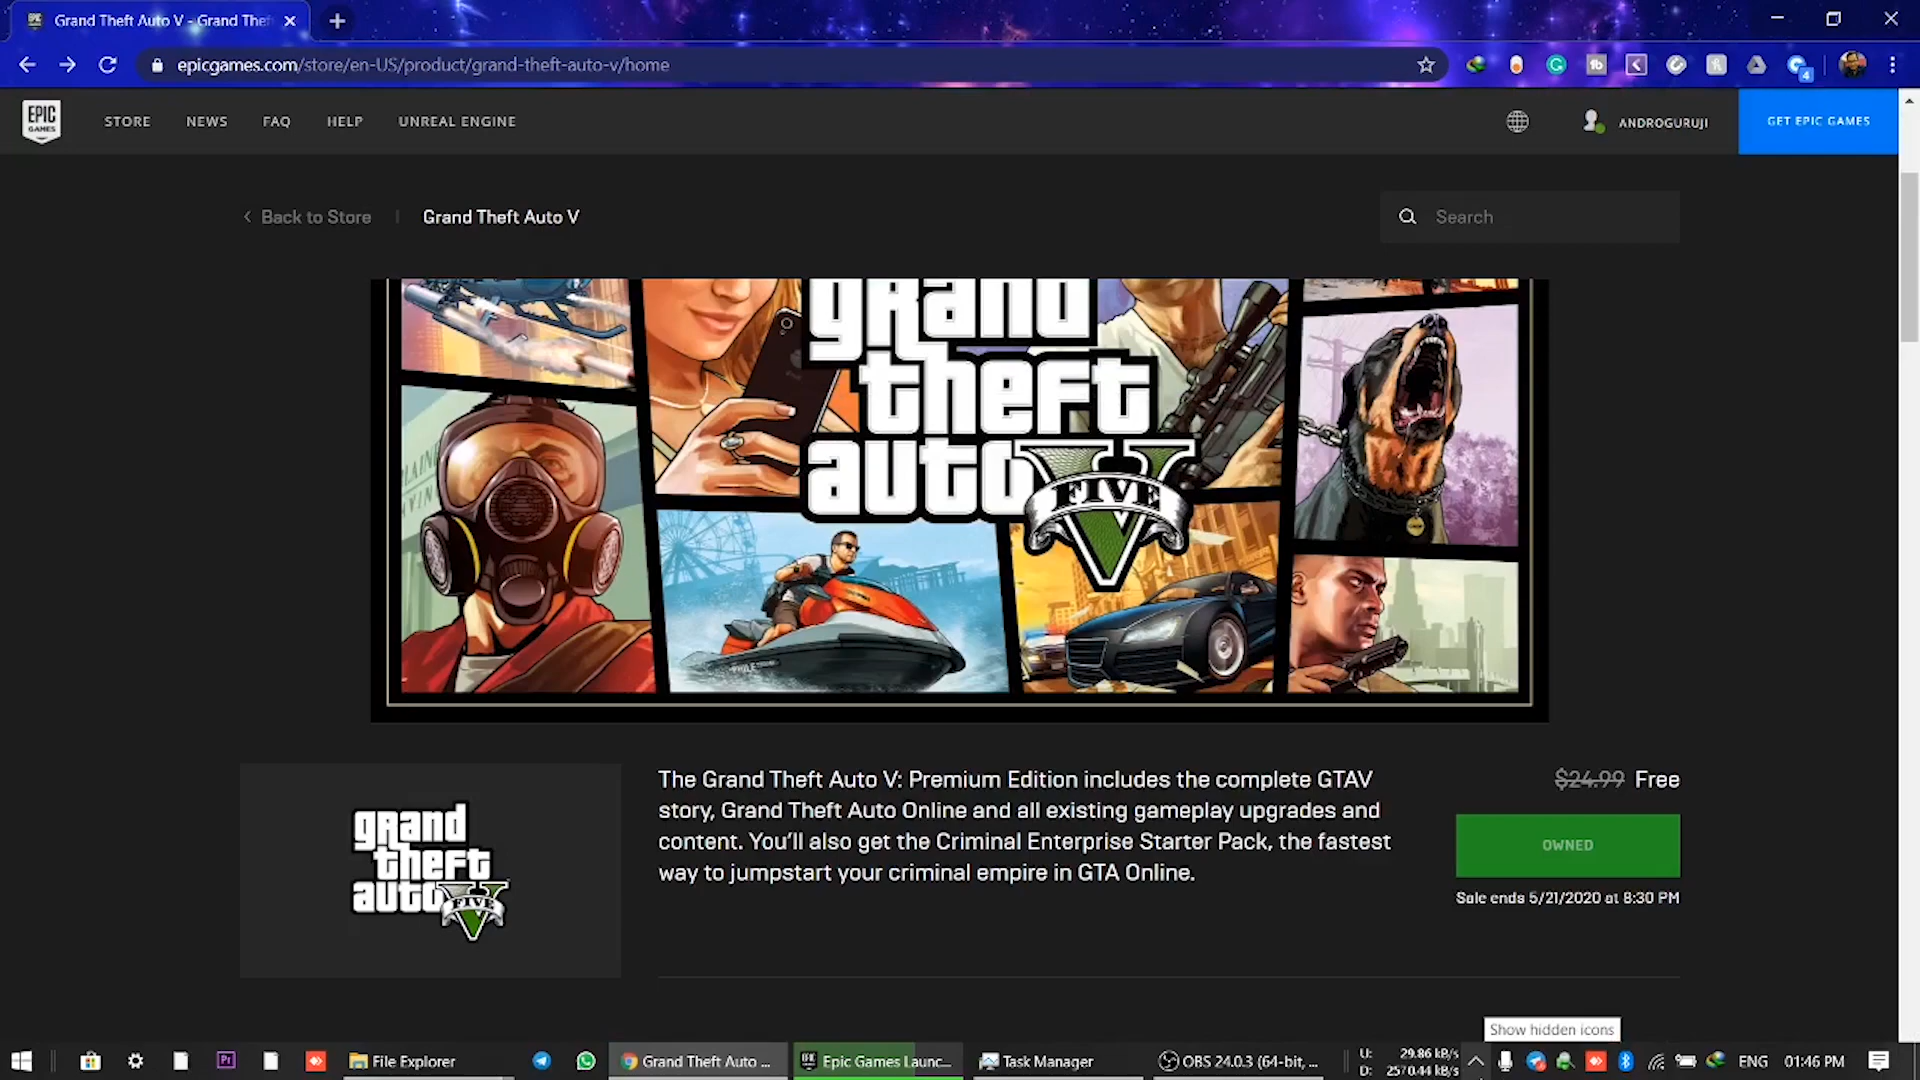 Grand Theft Auto V - Grand Thef
epicgames.com/store/en-US/product/grand-theft-auto-v/home
4
EPIC GAMES
STORE NEWS FAQ HELP UNREAL ENGINE
ANDROGURUJI
GET EPIC GAMES
Back to Store
Grand Theft Auto V
Search
grand
theft
auto
FIVE
The Grand Theft Auto V: Premium Edition includes the complete GTAV
story, Grand Theft Auto Online and all existing gameplay upgrades and
content. You'll also get the Criminal Enterprise Starter Pack, the fastest
way to jumpstart your criminal empire in GTA Online.
$24.99 Free
OWNED
Sale ends 5/21/2020 at 8:30 PM
grand
theft
auto
FIVE
Show hidden icons
Pr
File Explorer
Grand Theft Auto ...
Epic Games Launc...
Task Manager
OBS 24.0.3 (64-bit, ...
U: 29.86 kB/s
D: 2570.44 kB/s
ENG
01:46 PM